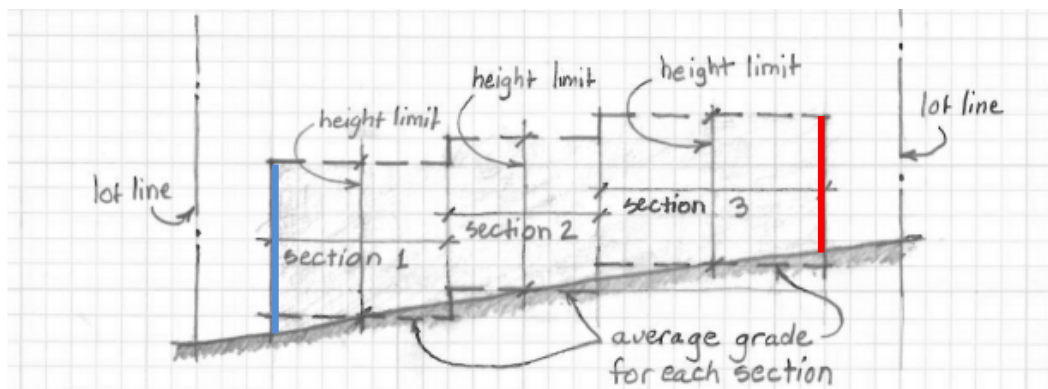 height limit
height limit
height limit
lot line
lot line
section 1
section 2
section 3
average grade
for each section